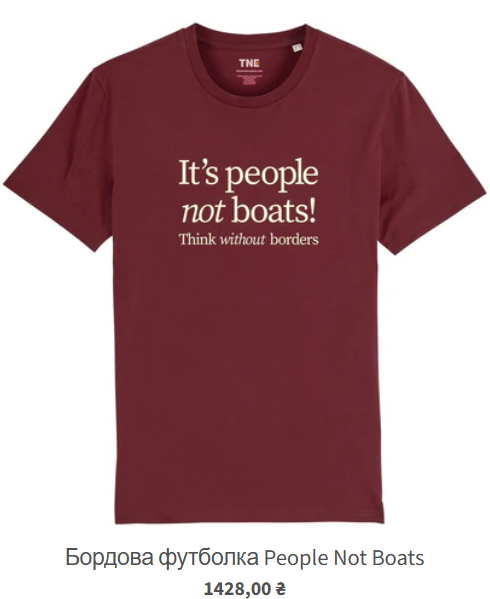 TNE
It's people
not boats!
Think without borders
Бордова футболка People Not Boats
1428,00 ₴